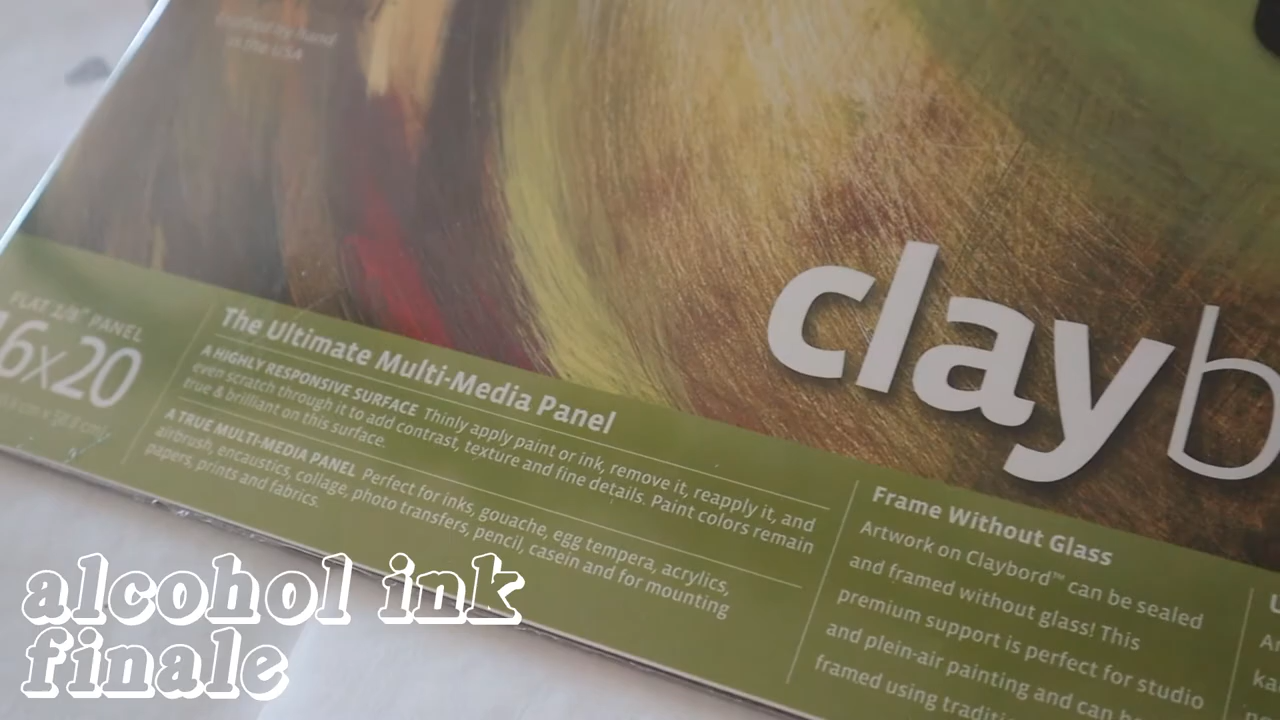 in the USA
FLAT 1/8" PANEL
16x20
The Ultimate Multi-Media Panel
A HIGHLY RESPONSIVE SURFACE Thinly apply paint or ink, remove it, reapply it, and
even scratch through it to add contrast, texture and fine details. Paint colors remain
true & brilliant on this surface.
A TRUE MULTI-MEDIA PANEL Perfect for inks, gouache, egg tempera, acrylics,
airbrush, encaustics, collage, photo transfers, pencil, casein and for mounting
papers, prints and fabrics.
clayb
Frame Without Glass
Artwork on Claybord™ can be sealed
and framed without glass! This
premium support is perfect for studio
and plein-air painting and can be
framed using
alcohol ink
finale